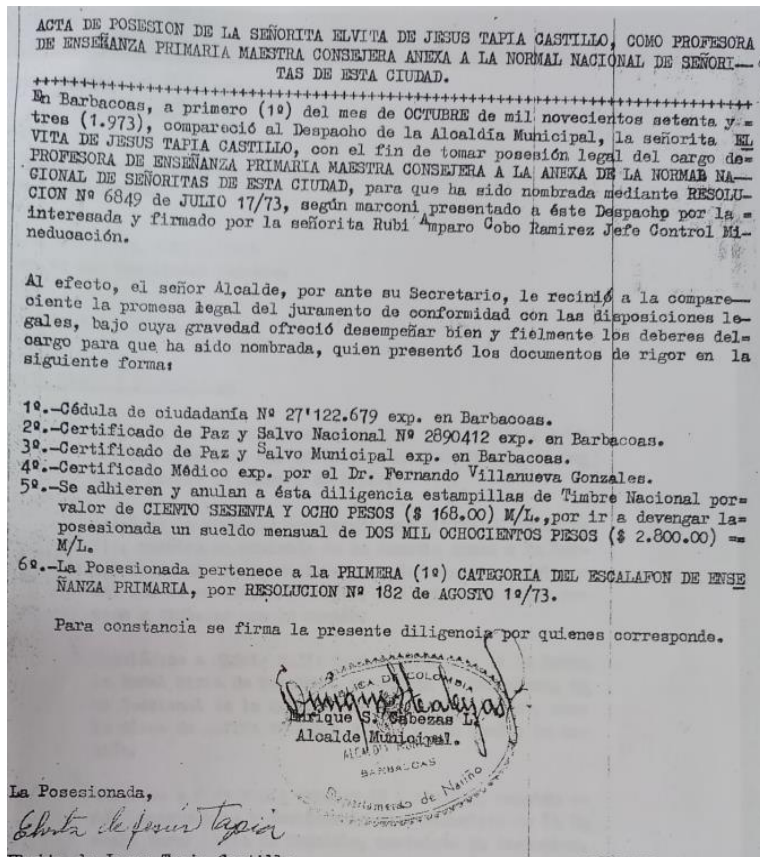 ACTA DE POSESION DE LA SEÑORITA ELVITA DE JESUS TAPIA CASTILLO, COMO PROFESORA
DE ENSEÑANZA PRIMARIA MAESTRA CONSEJERA ANEXA A LA NORMAL NACIONAL DE SEÑORI—
TAS DE ESTA CIUDAD.
++++++++++++++++++++++++++++++++++++++++++++++++++++++++++++++++++++++++++
En Barbacoas, a primero (1º) del mes de OCTUBRE de mil novecientos setenta y =
tres (1.973), compareció al Despacho de la Alcaldía Municipal, la señorita EL
VITA DE JESUS TAPIA CASTILLO, con el fin de tomar posesión legal del cargo de=
PROFESORA DE ENSEÑANZA PRIMARIA MAESTRA CONSEJERA A LA ANEXA DE LA NORMAL NA—
CIONAL DE SEÑORITAS DE ESTA CIUDAD, para que ha sido nombrada mediante RESOLU-
CION Nº 6849 de JULIO 17/73, según marconi presentado a éste Despacho por la =
interesada y firmado por la señorita Rubi Amparo Cobo Ramirez Jefe Control Mi-
neducación.
Al efecto, el señor Alcalde, por ante su Secretario, le recinió a la compare—
ciente la promesa legal del juramento de conformidad con las disposiciones le-
gales, bajo cuya gravedad ofreció desempeñar bien y fielmente los deberes del=
cargo para que ha sido nombrada, quien presentó los documentos de rigor en la
siguiente forma:
1º.-Cédula de ciudadanía Nº 27'122.679 exp. en Barbacoas.
2º.-Certificado de Paz y Salvo Nacional Nº 2890412 exp. en Barbacoas.
3º.-Certificado de Paz y Salvo Municipal exp. en Barbacoas.
4º.-Certificado Médico exp. por el Dr. Fernando Villanueva Gonzales.
5º.-Se adhieren y anulan a ésta diligencia estampillas de Timbre Nacional por=
valor de CIENTO SESENTA Y OCHO PESOS ($ 168.00) M/L.,por ir a devengar la=
posesionada un sueldo mensual de DOS MIL OCHOCIENTOS PESOS ($ 2.800.00) ==
M/L.
6º.-La Posesionada pertenece a la PRIMERA (1º) CATEGORIA DEL ESCALAFON DE ENSE
ÑANZA PRIMARIA, por RESOLUCION Nº 182 de AGOSTO 1º/73.
Para constancia se firma la presente diligencia por quienes corresponde.
REPUBLICA DE COLOMBIA
Enrique S. Cabezas L.
Alcalde Municipal.
ALCALDIA MUNICIPAL
BARBACOAS
Departamento de Nariño
La Posesionada,
Elvita de Jesús Tapia